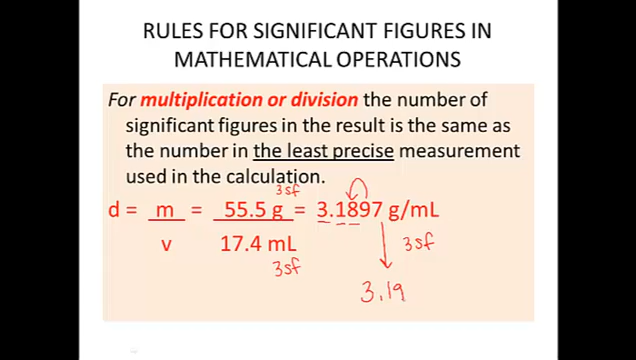 RULES FOR SIGNIFICANT FIGURES IN
MATHEMATICAL OPERATIONS
For multiplication or division the number of
significant figures in the result is the same as
the number in the least precise measurement
used in the calculation.
3sf
d = m = 55.5 g = 3.1897 g/mL
v 17.4 mL 3sf
3sf
3.19